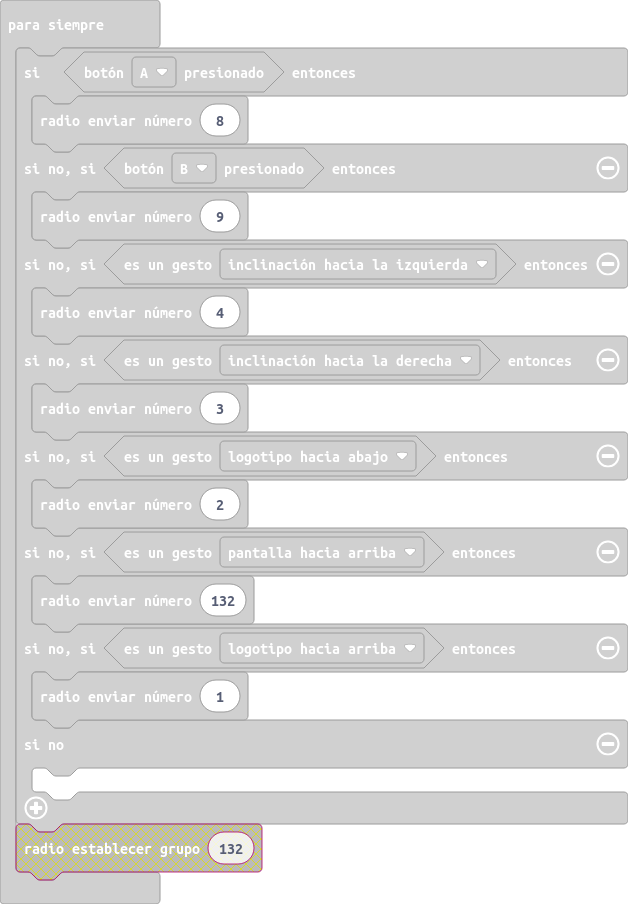 para siempre
si botón A presionado entonces
radio enviar número 8
si no, si botón B presionado entonces
radio enviar número 9
si no, si es un gesto inclinación hacia la izquierda entonces
radio enviar número 4
si no, si es un gesto inclinación hacia la derecha entonces
radio enviar número 3
si no, si es un gesto logotipo hacia abajo entonces
radio enviar número 2
si no, si es un gesto pantalla hacia arriba entonces
radio enviar número 132
si no, si es un gesto logotipo hacia arriba entonces
radio enviar número 1
si no
radio establecer grupo 132